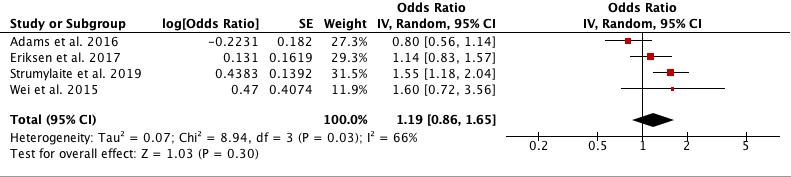 Odds Ratio Odds Ratio
Study or Subgroup log[Odds Ratio] SE Weight IV, Random, 95% CI IV, Random, 95% CI
Adams et al. 2016 −0.2231 0.182 27.3% 0.80 [0.56, 1.14]
Eriksen et al. 2017 0.131 0.1619 29.3% 1.14 [0.83, 1.57]
Strumylaite et al. 2019 0.4383 0.1392 31.5% 1.55 [1.18, 2.04]
Wei et al. 2015 0.47 0.4074 11.9% 1.60 [0.72, 3.56]
Total (95% CI) 100.0% 1.19 [0.86, 1.65]
Heterogeneity: Tau² = 0.07; Chi² = 8.94, df = 3 (P = 0.03); I² = 66%
Test for overall effect: Z = 1.03 (P = 0.30)
0.2 0.5 1 2 5